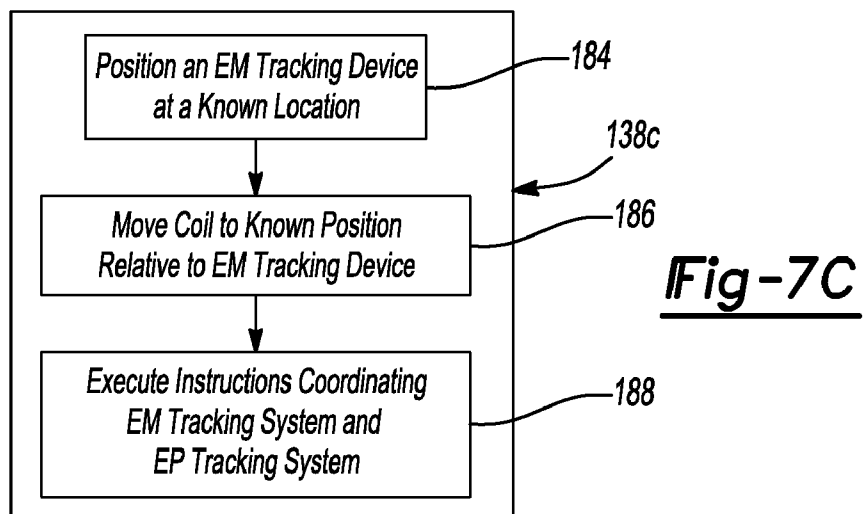 Position an EM Tracking Device
at a Known Location
184
138c
Move Coil to Known Position
Relative to EM Tracking Device
186
Fig-7C
Execute Instructions Coordinating
EM Tracking System and
EP Tracking System
188